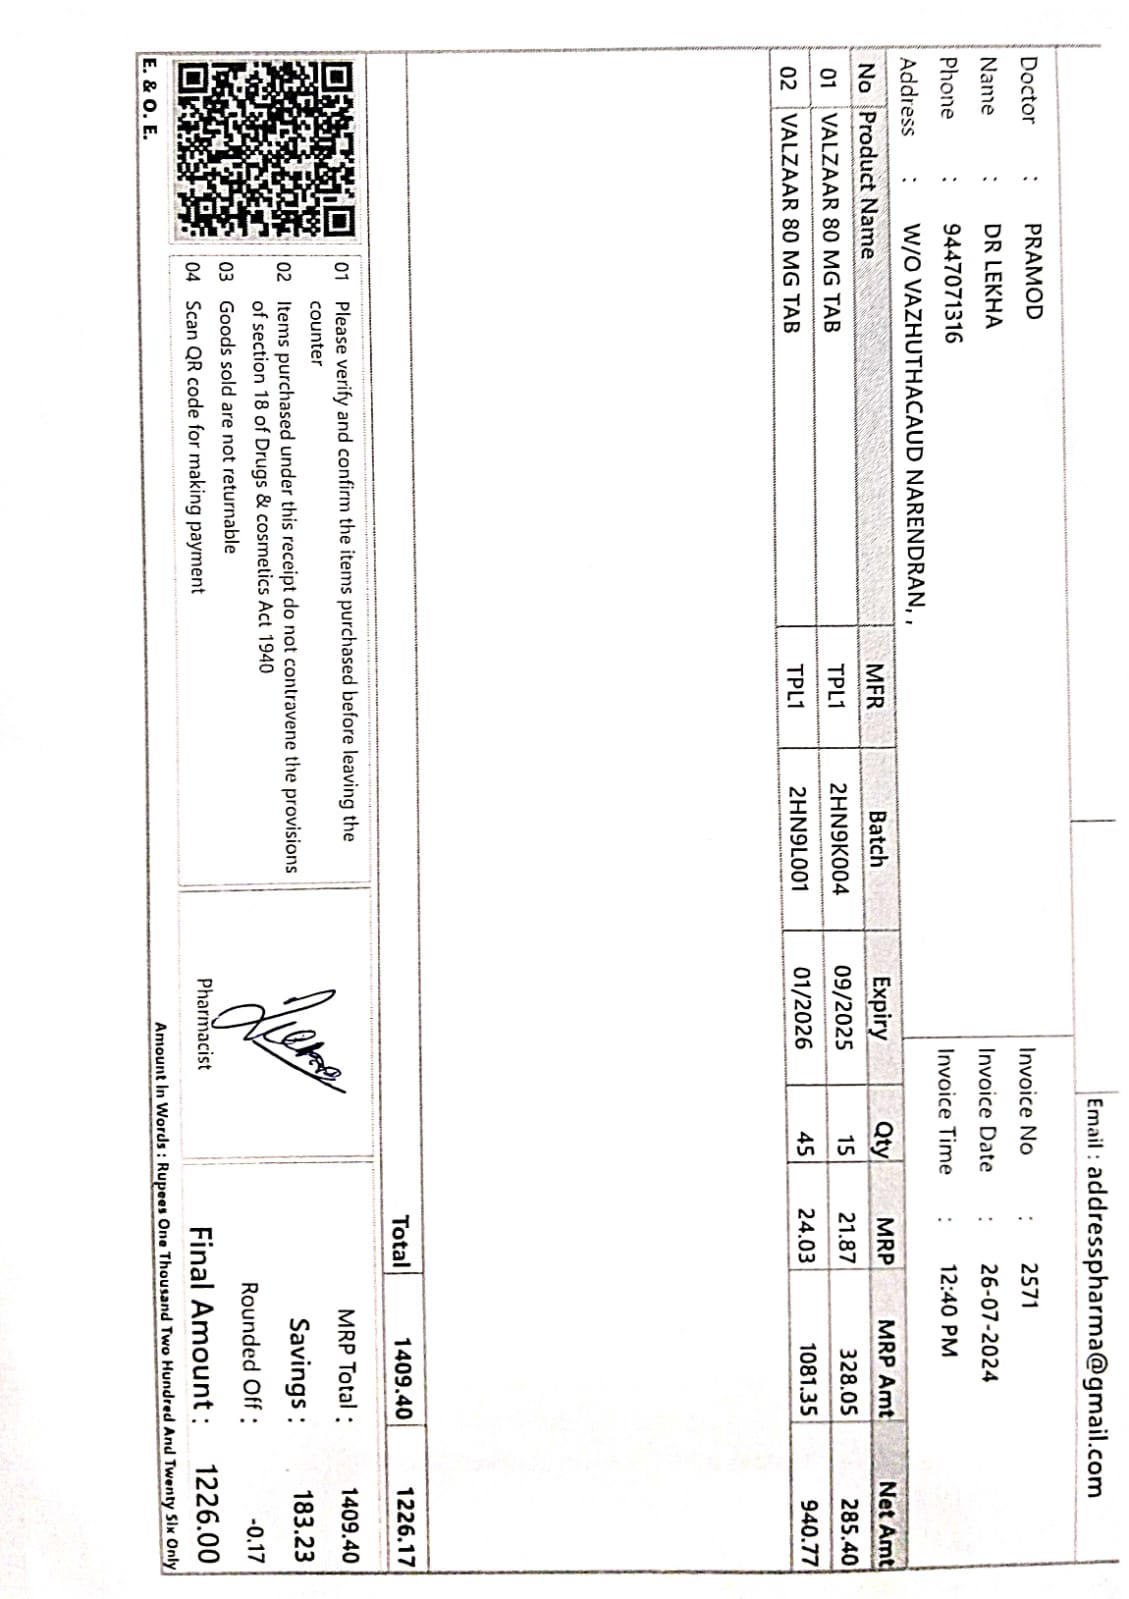 Email : addresspharma@gmail.com
Doctor : PRAMOD
Name : DR LEKHA
Phone : 9447071316
Address : W/O VAZHUTHACAUD NARENDRAN, ,
Invoice No : 2571
Invoice Date : 26-07-2024
Invoice Time : 12:40 PM
No Product Name MFR Batch Expiry Qty MRP MRP Amt Net Amt
01 VALZAAR 80 MG TAB TPL1 2HN9K004 09/2025 15 21.87 328.05 285.40
02 VALZAAR 80 MG TAB TPL1 2HN9L001 01/2026 45 24.03 1081.35 940.77
Total 1409.40 1226.17
01 Please verify and confirm the items purchased before leaving the
counter
02 Items purchased under this receipt do not contravene the provisions
of section 18 of Drugs & cosmetics Act 1940
03 Goods sold are not returnable
04 Scan QR code for making payment
Pharmacist
MRP Total : 1409.40
Savings : 183.23
Rounded Off : -0.17
Final Amount : 1226.00
E. & O. E.
Amount In Words : Rupees One Thousand Two Hundred And Twenty Six Only